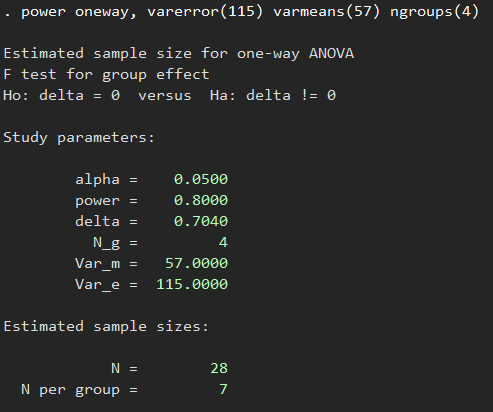 . power oneway, varerror(115) varmeans(57) ngroups(4)
Estimated sample size for one-way ANOVA
F test for group effect
Ho: delta = 0  versus  Ha: delta != 0
Study parameters:
alpha =    0.0500
power =    0.8000
delta =    0.7040
N_g =         4
Var_m =   57.0000
Var_e =  115.0000
Estimated sample sizes:
N =        28
N per group =         7